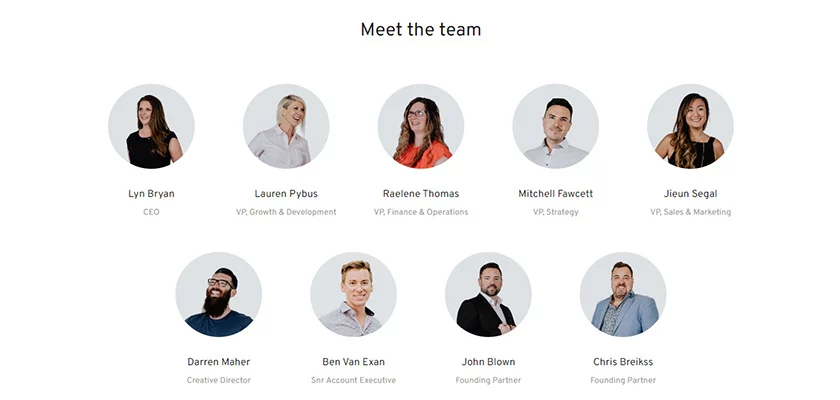 Meet the team
Lyn Bryan Lauren Pybus Raelene Thomas Mitchell Fawcett Jieun Segal
CEO VP, Growth & Development VP, Finance & Operations VP, Strategy VP, Sales & Marketing
Darren Maher Ben Van Exan John Blown Chris Breikss
Creative Director Snr Account Executive Founding Partner Founding Partner